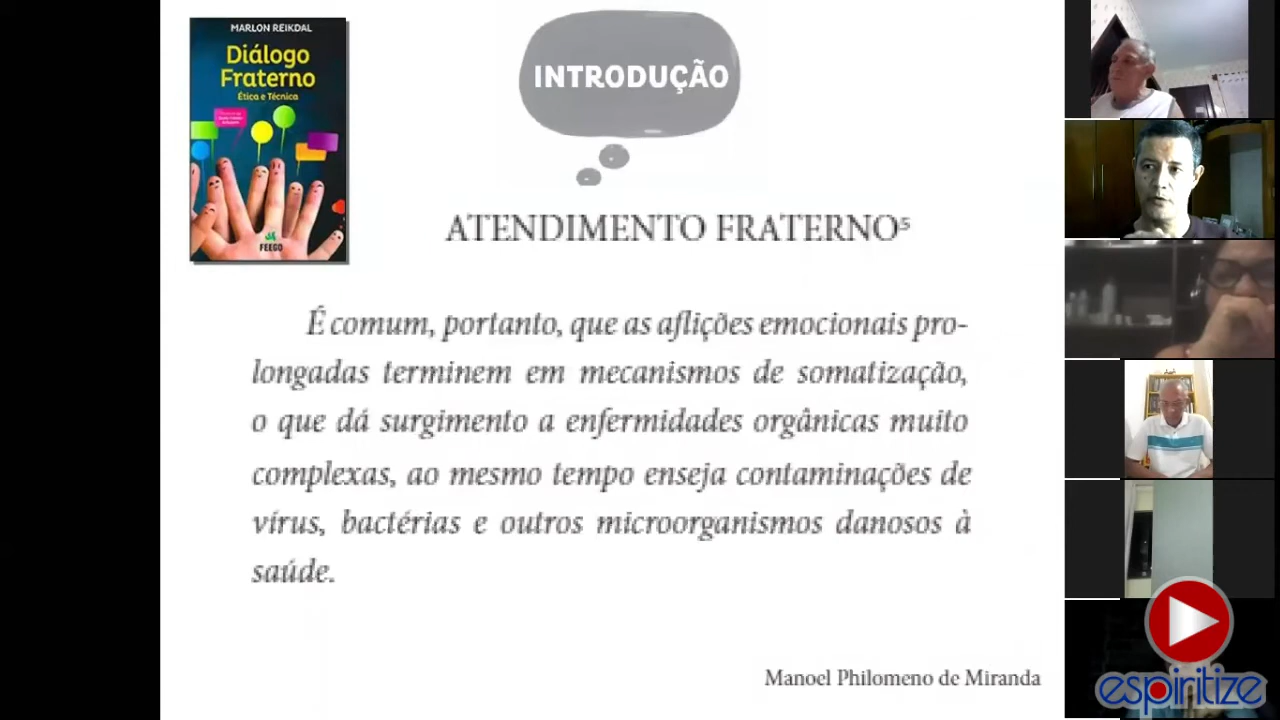 MARLON REIKDAL
Diálogo
Fraterno
Ética e Técnica
FEEGO
INTRODUÇÃO
ATENDIMENTO FRATERNO⁵
É comum, portanto, que as aflições emocionais pro-
longadas terminem em mecanismos de somatização,
o que dá surgimento a enfermidades orgânicas muito
complexas, ao mesmo tempo enseja contaminações de
vírus, bactérias e outros microorganismos danosos à
saúde.
Manoel Philomeno de Miranda
espiritize